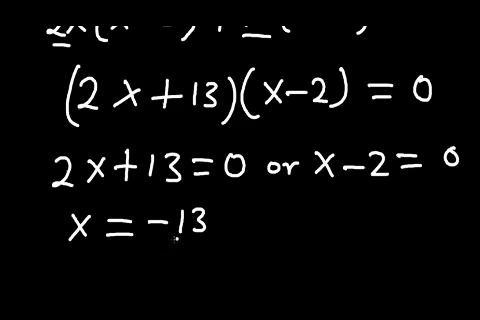 (2x+13)(x-2) = 0
2x+13=0 or x-2= 0
x = -13